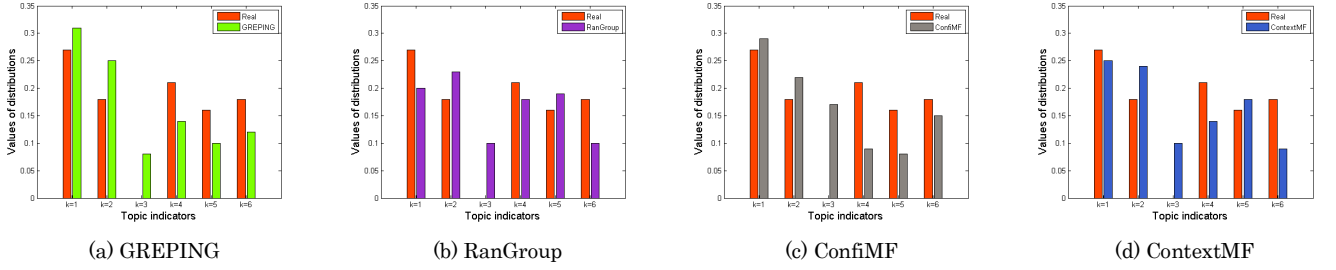 0.35
0.3
0.25
0.2
0.15
0.1
0.05
0
Values of distributions
k=1 k=2 k=3 k=4 k=5 k=6
Topic indicators
Real
GREPING
(a) GREPING
0.35
0.3
0.25
0.2
0.15
0.1
0.05
0
Values of distributions
k=1 k=2 k=3 k=4 k=5 k=6
Topic indicators
Real
RanGroup
(b) RanGroup
0.35
0.3
0.25
0.2
0.15
0.1
0.05
0
Values of distributions
k=1 k=2 k=3 k=4 k=5 k=6
Topic indicators
Real
ConfiMF
(c) ConfiMF
0.35
0.3
0.25
0.2
0.15
0.1
0.05
0
Values of distributions
k=1 k=2 k=3 k=4 k=5 k=6
Topic indicators
Real
ContextMF
(d) ContextMF